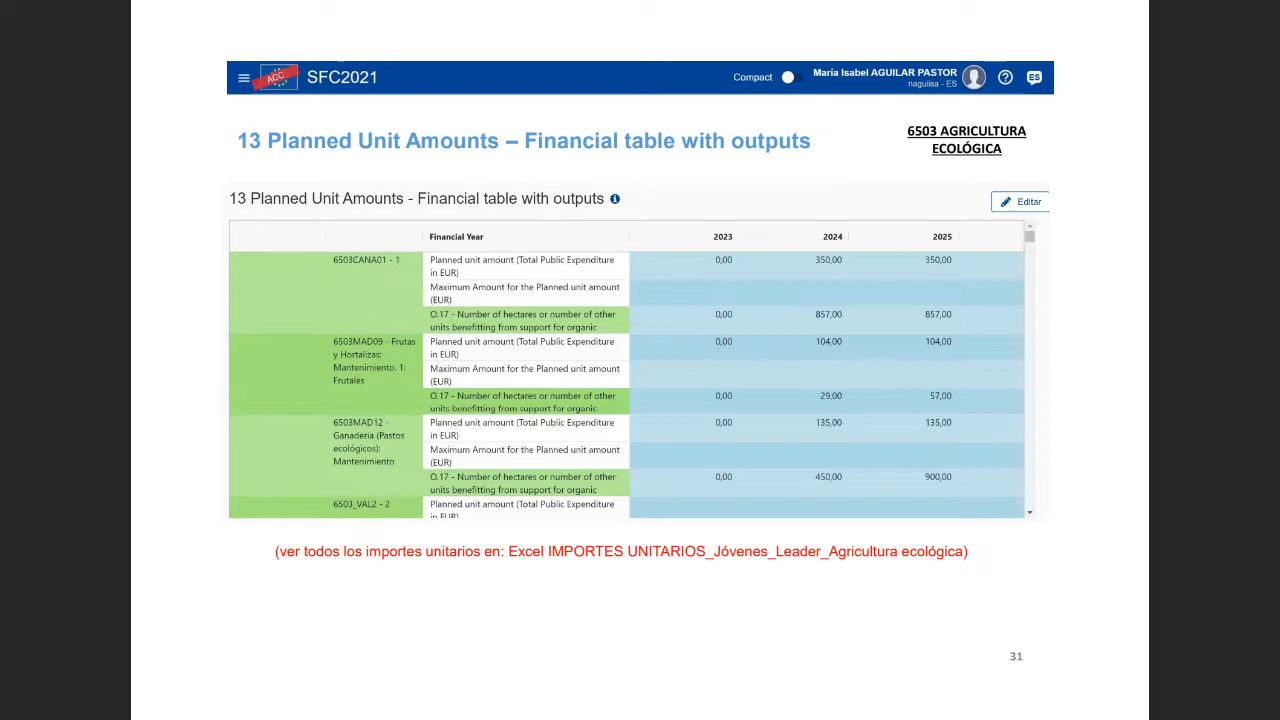 ACC
SFC2021
Compact
María Isabel AGUILAR PASTOR
naguilsa - ES
ES
13 Planned Unit Amounts – Financial table with outputs
6503 AGRICULTURA
ECOLÓGICA
13 Planned Unit Amounts - Financial table with outputs
Editar
Financial Year 2023 2024 2025
6503CANA01 - 1
Planned unit amount (Total Public Expenditure
in EUR)
0,00 350,00 350,00
Maximum Amount for the Planned unit amount
(EUR)
O.17 - Number of hectares or number of other
units benefitting from support for organic
0,00 857,00 857,00
6503MAD09 - Frutas
y Hortalizas:
Mantenimiento. 1:
Frutales
Planned unit amount (Total Public Expenditure
in EUR)
0,00 104,00 104,00
Maximum Amount for the Planned unit amount
(EUR)
O.17 - Number of hectares or number of other
units benefitting from support for organic
0,00 29,00 57,00
6503MAD12 -
Ganadería (Pastos
ecológicos):
Mantenimiento
Planned unit amount (Total Public Expenditure
in EUR)
0,00 135,00 135,00
Maximum Amount for the Planned unit amount
(EUR)
O.17 - Number of hectares or number of other
units benefitting from support for organic
0,00 450,00 900,00
6503_VAL2 - 2
Planned unit amount (Total Public Expenditure
in EUR)
(ver todos los importes unitarios en: Excel IMPORTES UNITARIOS_Jóvenes_Leader_Agricultura ecológica)
31